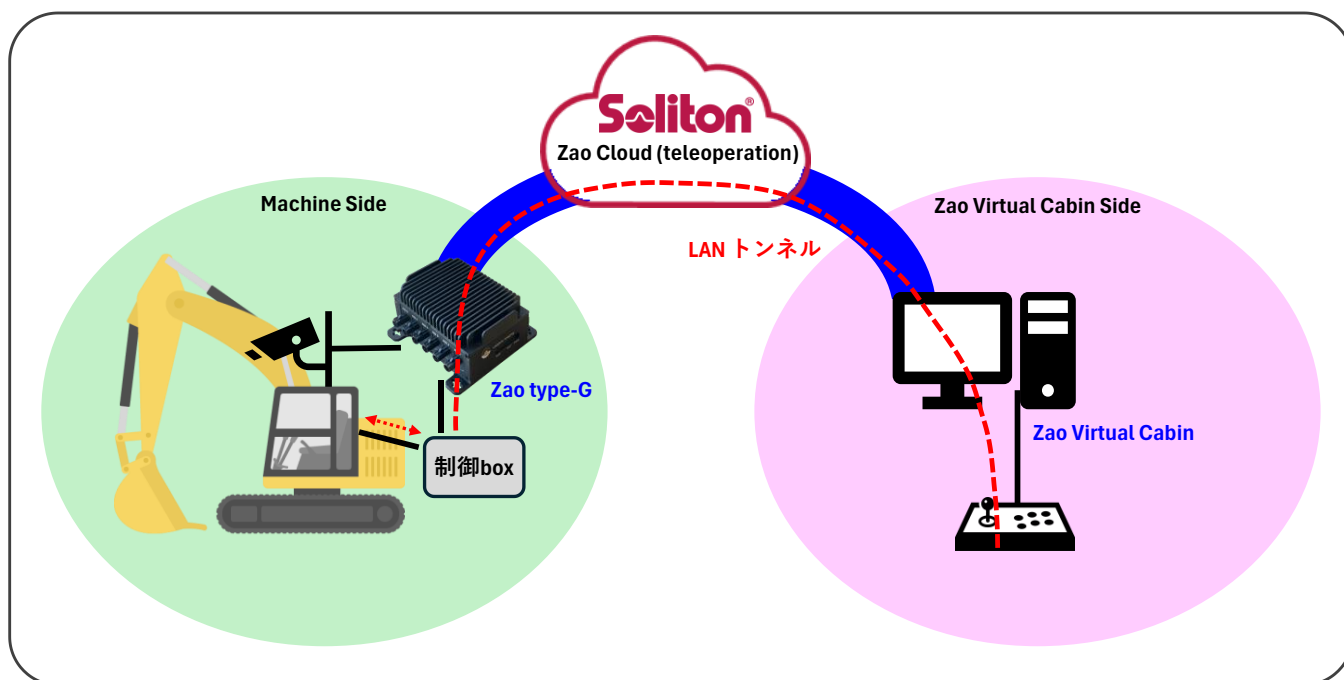 Soliton®
Zao Cloud (teleoperation)
Machine Side
Zao Virtual Cabin Side
LAN トンネル
Zao type-G
Zao Virtual Cabin
制御box